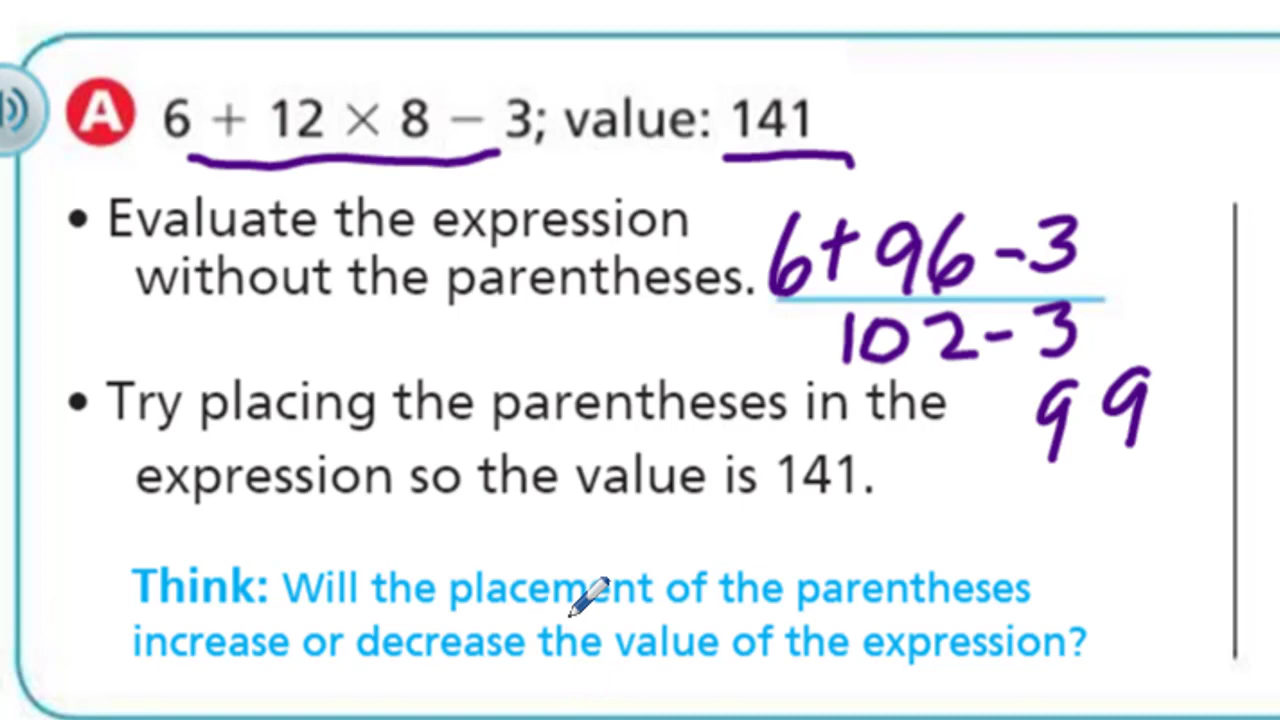 A 6 + 12 × 8 − 3; value: 141
• Evaluate the expression
without the parentheses. 6+96-3
102-3
• Try placing the parentheses in the
99
expression so the value is 141.
Think: Will the placement of the parentheses
increase or decrease the value of the expression?